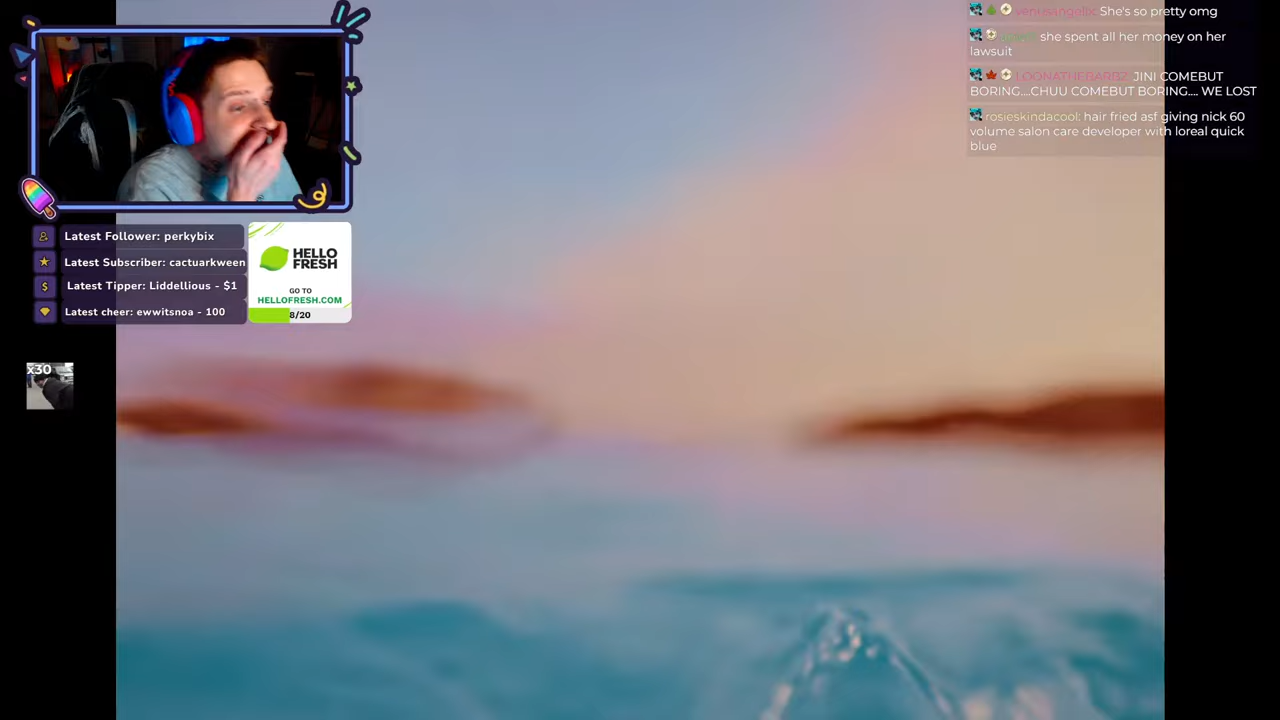 She's so pretty omg
she spent all her money on her
lawsuit
LOONATHEBARBZ: JINI COMEBUT
BORING....CHUU COMEBUT BORING.... WE LOST
rosieskindacool: hair fried asf giving nick 60
volume salon care developer with loreal quick
blue
Latest Follower: perkybix
Latest Subscriber: cactuarkween
Latest Tipper: Liddellious - $1
Latest cheer: ewwitsnoa - 100
HELLO
FRESH
GO TO
HELLOFRESH.COM
8/20
x30